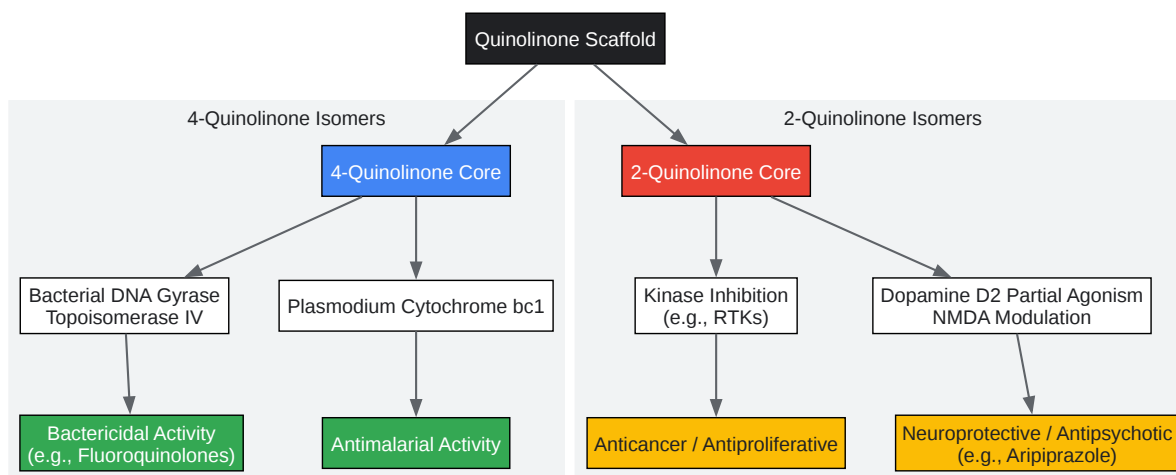 Quinolinone Scaffold
4-Quinolinone Isomers
2-Quinolinone Isomers
4-Quinolinone Core
2-Quinolinone Core
Bacterial DNA Gyrase
Topoisomerase IV
Plasmodium Cytochrome bc1
Kinase Inhibition
(e.g., RTKs)
Dopamine D2 Partial Agonism
NMDA Modulation
Bactericidal Activity
(e.g., Fluoroquinolones)
Antimalarial Activity
Anticancer / Antiproliferative
Neuroprotective / Antipsychotic
(e.g., Aripiprazole)